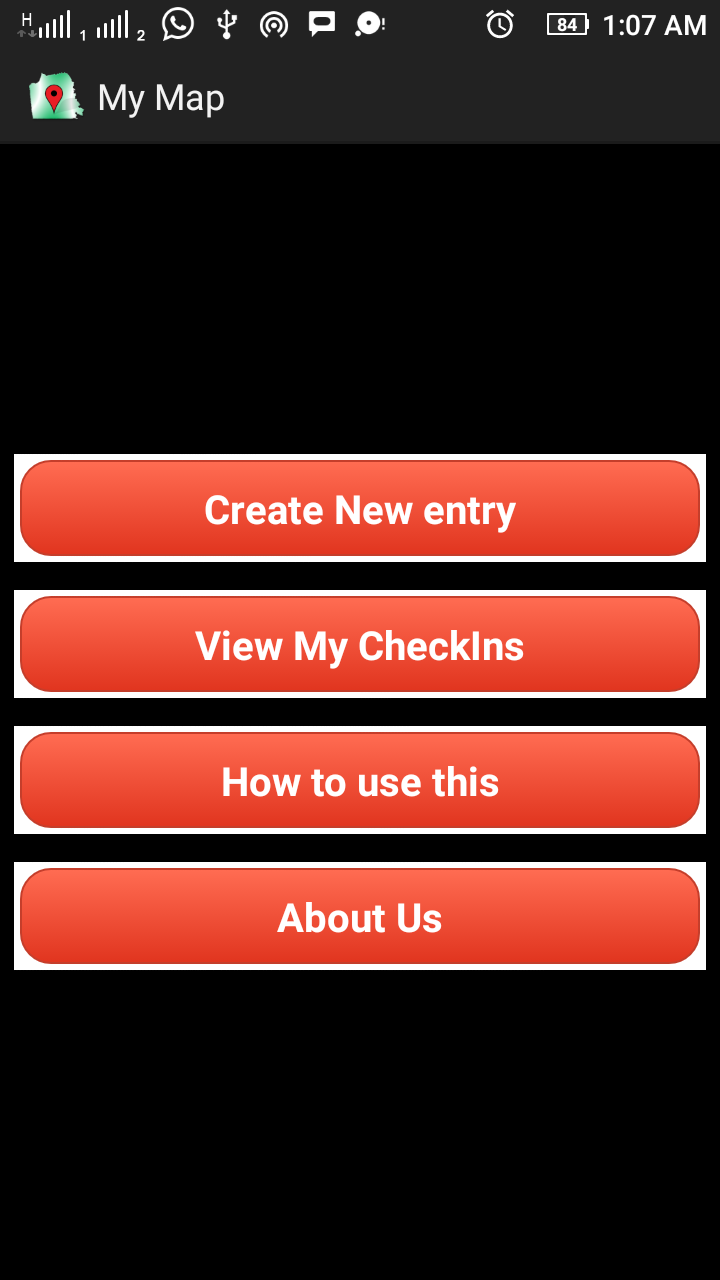 H 1 2 84 1:07 AM
My Map
Create New entry
View My CheckIns
How to use this
About Us